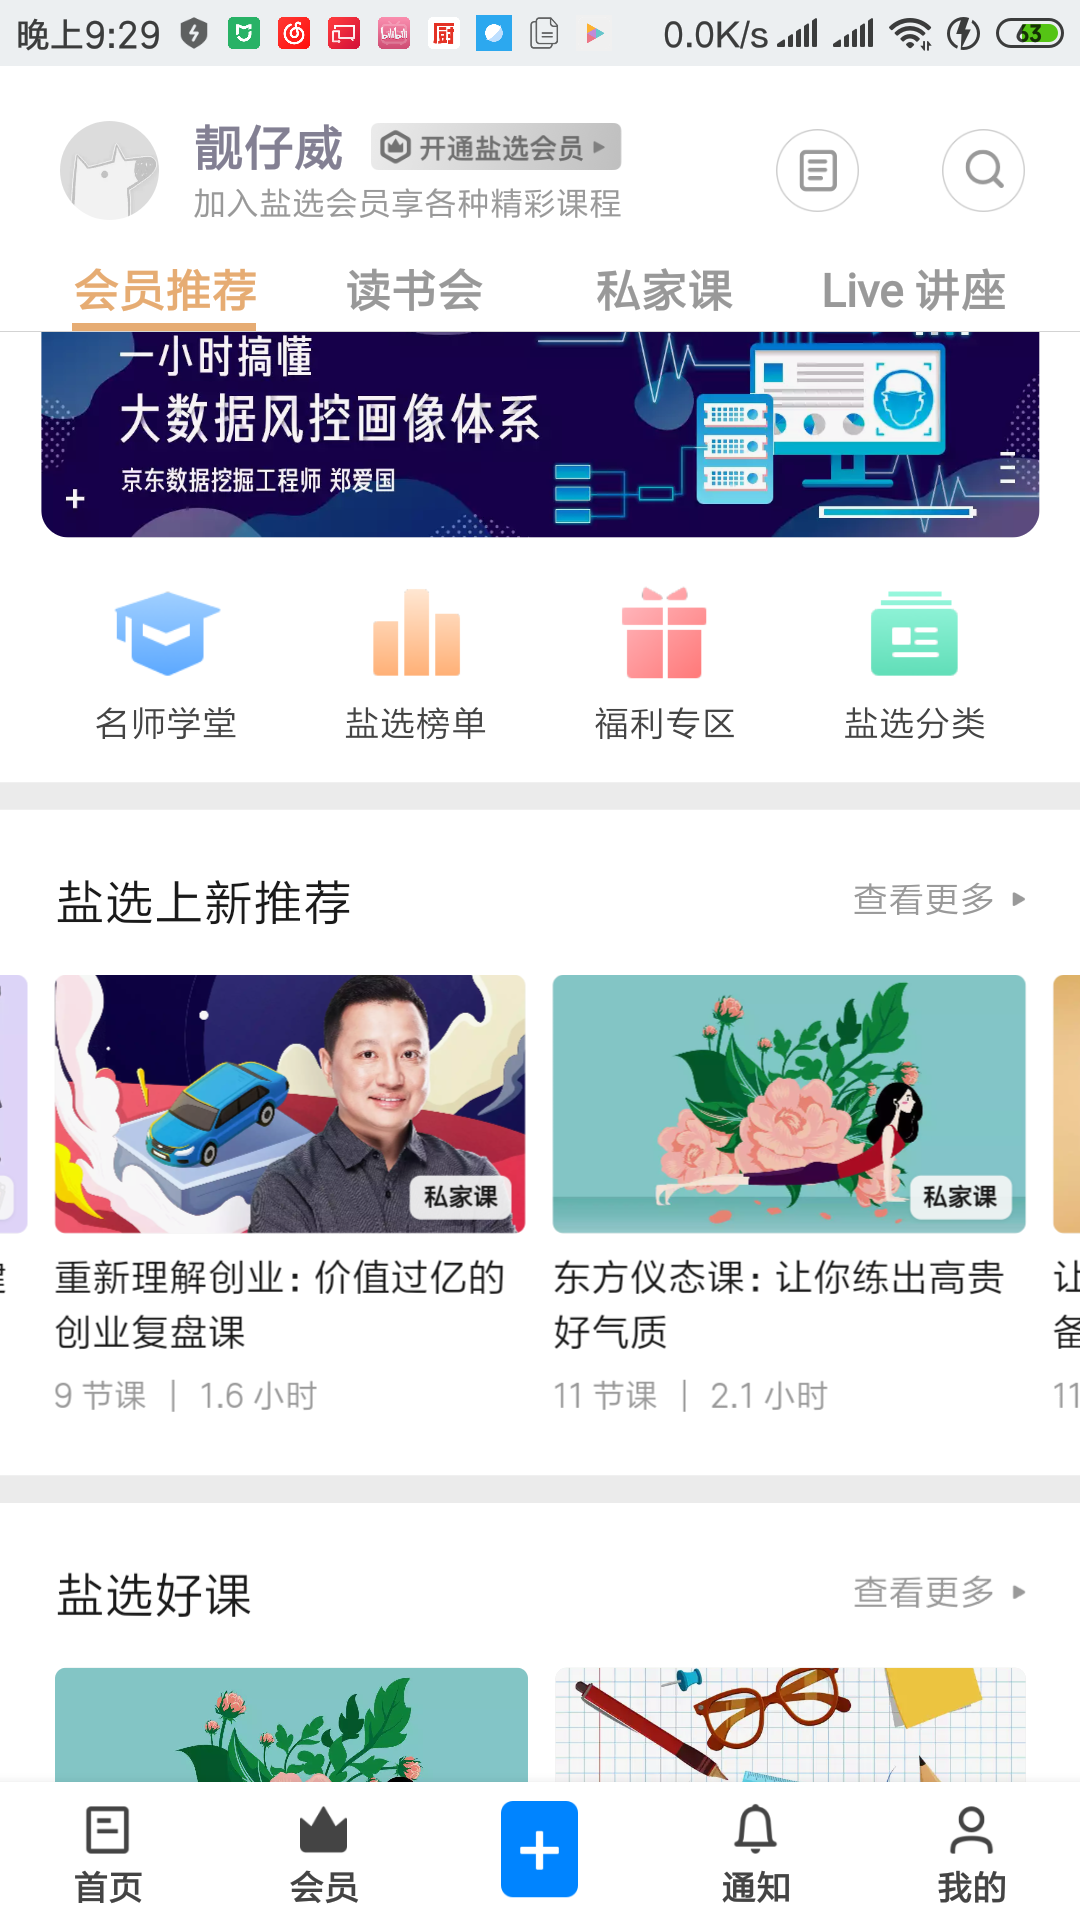 晚上9:29
0.0K/s
63
靓仔威
开通盐选会员
加入盐选会员享各种精彩课程
会员推荐
读书会
私家课
Live 讲座
一小时搞懂
大数据风控画像体系
京东数据挖掘工程师 郑爱国
名师学堂
盐选榜单
福利专区
盐选分类
盐选上新推荐
查看更多
私家课
私家课
重新理解创业：价值过亿的
创业复盘课
9 节课 | 1.6 小时
东方仪态课：让你练出高贵
好气质
11 节课 | 2.1 小时
让
备
11
盐选好课
查看更多
首页
会员
通知
我的